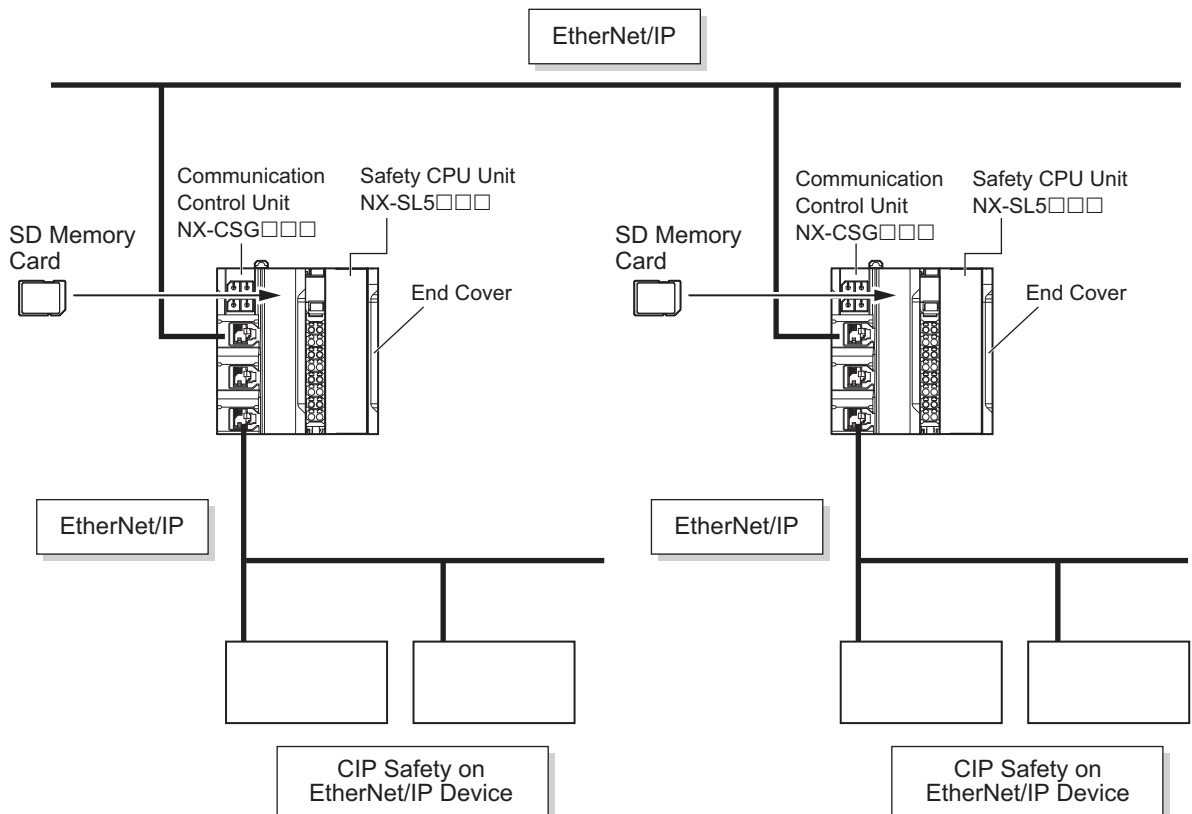 EtherNet/IP
Communication
Control Unit
NX-CSG□□□
Safety CPU Unit
NX-SL5□□□
SD Memory
Card
End Cover
Communication
Control Unit
NX-CSG□□□
Safety CPU Unit
NX-SL5□□□
SD Memory
Card
End Cover
EtherNet/IP
EtherNet/IP
CIP Safety on
EtherNet/IP Device
CIP Safety on
EtherNet/IP Device